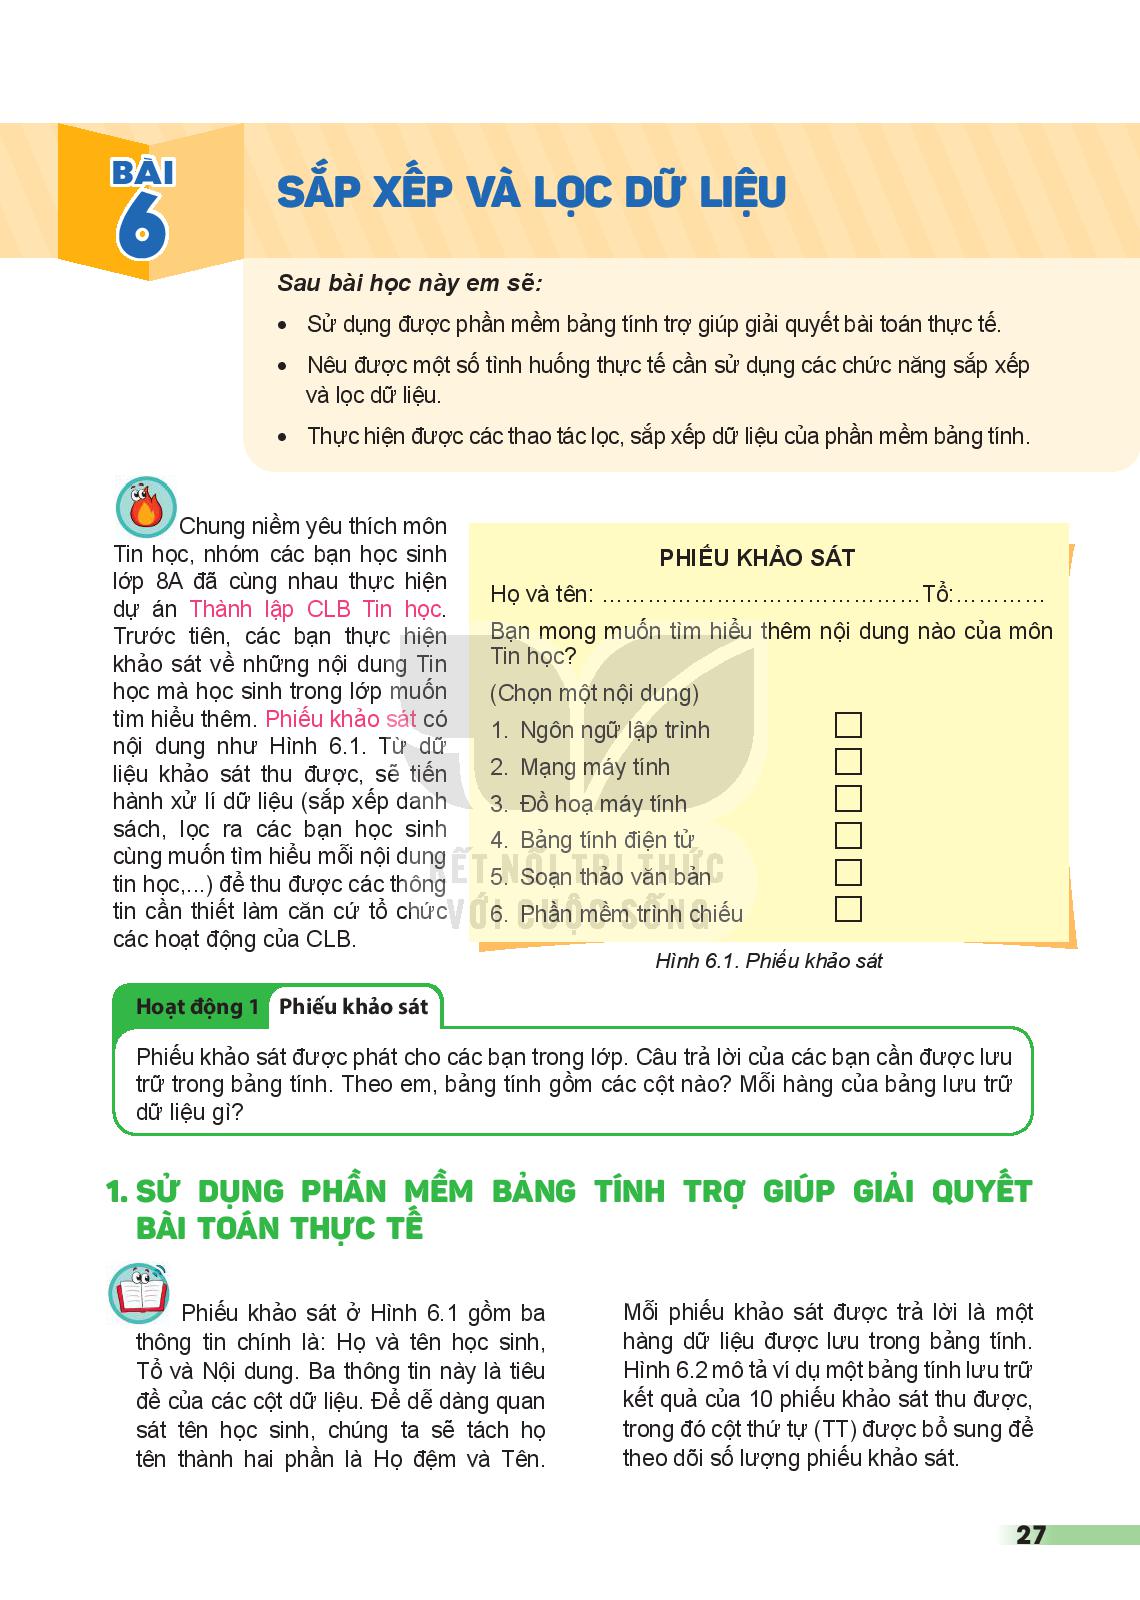 BÀI
6
SẮP XẾP VÀ LỌC DỮ LIỆU
Sau bài học này em sẽ:
• Sử dụng được phần mềm bảng tính trợ giúp giải quyết bài toán thực tế.
• Nêu được một số tình huống thực tế cần sử dụng các chức năng sắp xếp
và lọc dữ liệu.
• Thực hiện được các thao tác lọc, sắp xếp dữ liệu của phần mềm bảng tính.
Chung niềm yêu thích môn
Tin học, nhóm các bạn học sinh
lớp 8A đã cùng nhau thực hiện
dự án Thành lập CLB Tin học.
Trước tiên, các bạn thực hiện
khảo sát về những nội dung Tin
học mà học sinh trong lớp muốn
tìm hiểu thêm. Phiếu khảo sát có
nội dung như Hình 6.1. Từ dữ
liệu khảo sát thu được, sẽ tiến
hành xử lí dữ liệu (sắp xếp danh
sách, lọc ra các bạn học sinh
cùng muốn tìm hiểu mỗi nội dung
tin học,...) để thu được các thông
tin cần thiết làm căn cứ tổ chức
các hoạt động của CLB.
PHIẾU KHẢO SÁT
Họ và tên: ……………………………………Tổ:…………
Bạn mong muốn tìm hiểu thêm nội dung nào của môn
Tin học?
(Chọn một nội dung)
1. Ngôn ngữ lập trình
2. Mạng máy tính
3. Đồ hoạ máy tính
4. Bảng tính điện tử
5. Soạn thảo văn bản
6. Phần mềm trình chiếu
KẾT NỐI TRI THỨC
VỚI CUỘC SỐNG
Hình 6.1. Phiếu khảo sát
Hoạt động 1 Phiếu khảo sát
Phiếu khảo sát được phát cho các bạn trong lớp. Câu trả lời của các bạn cần được lưu
trữ trong bảng tính. Theo em, bảng tính gồm các cột nào? Mỗi hàng của bảng lưu trữ
dữ liệu gì?
1. SỬ DỤNG PHẦN MỀM BẢNG TÍNH TRỢ GIÚP GIẢI QUYẾT
BÀI TOÁN THỰC TẾ
Phiếu khảo sát ở Hình 6.1 gồm ba
thông tin chính là: Họ và tên học sinh,
Tổ và Nội dung. Ba thông tin này là tiêu
đề của các cột dữ liệu. Để dễ dàng quan
sát tên học sinh, chúng ta sẽ tách họ
tên thành hai phần là Họ đệm và Tên.
Mỗi phiếu khảo sát được trả lời là một
hàng dữ liệu được lưu trong bảng tính.
Hình 6.2 mô tả ví dụ một bảng tính lưu trữ
kết quả của 10 phiếu khảo sát thu được,
trong đó cột thứ tự (TT) được bổ sung để
theo dõi số lượng phiếu khảo sát.
27